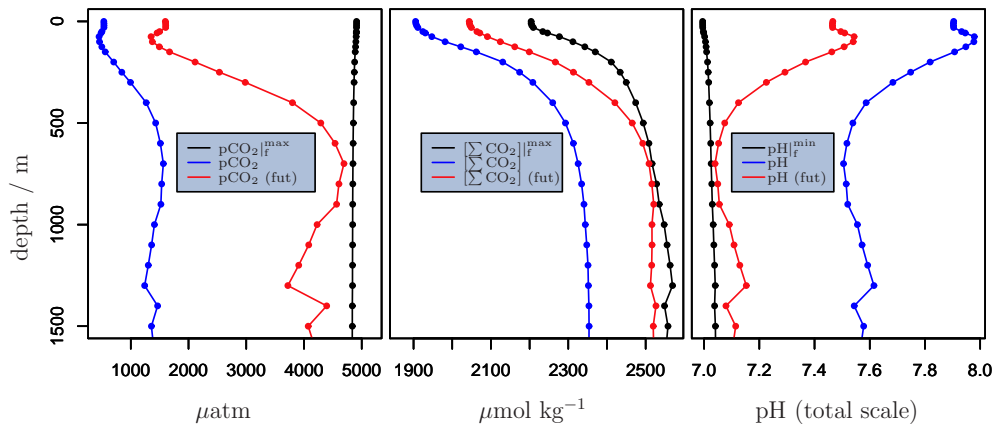 depth / m
0
500
1000
1500
pCO₂|f^max
pCO₂
pCO₂ (fut)
[∑ CO₂]|f^max
[∑ CO₂]
[∑ CO₂] (fut)
pH|f^min
pH
pH (fut)
1000 2000 3000 4000 5000
1900 2100 2300 2500
7.0 7.2 7.4 7.6 7.8 8.0
μatm
μmol kg⁻¹
pH (total scale)